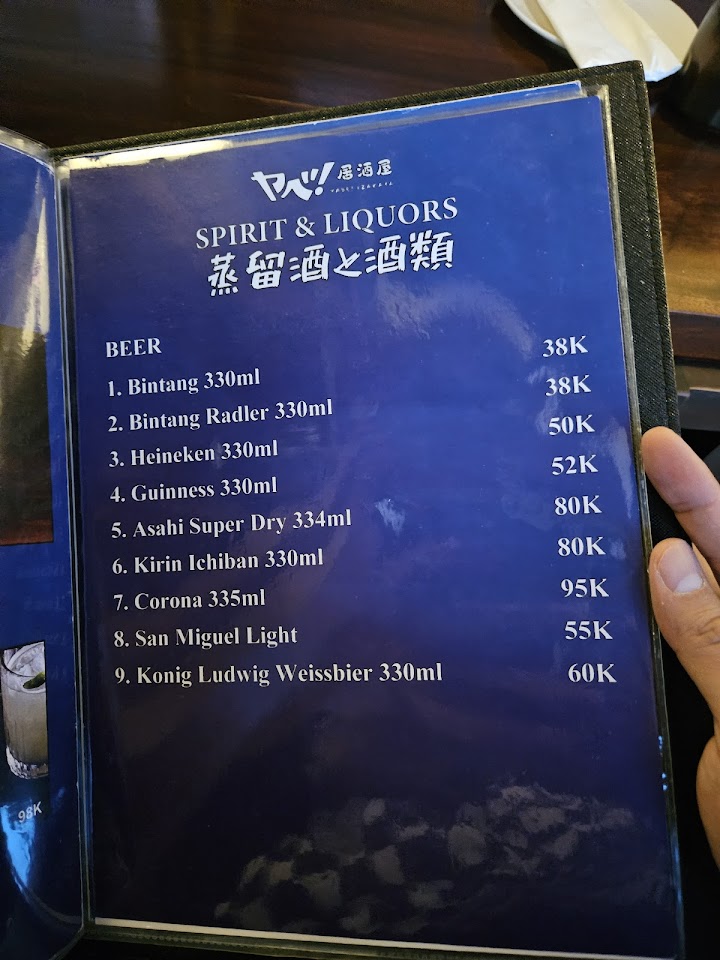 ヤベッ! 居酒屋
SPIRIT & LIQUORS
蒸留酒と酒類
BEER
1. Bintang 330ml 38K
2. Bintang Radler 330ml 38K
3. Heineken 330ml 50K
4. Guinness 330ml 52K
5. Asahi Super Dry 334ml 80K
6. Kirin Ichiban 330ml 80K
7. Corona 335ml 95K
8. San Miguel Light 55K
9. Konig Ludwig Weissbier 330ml 60K
98K